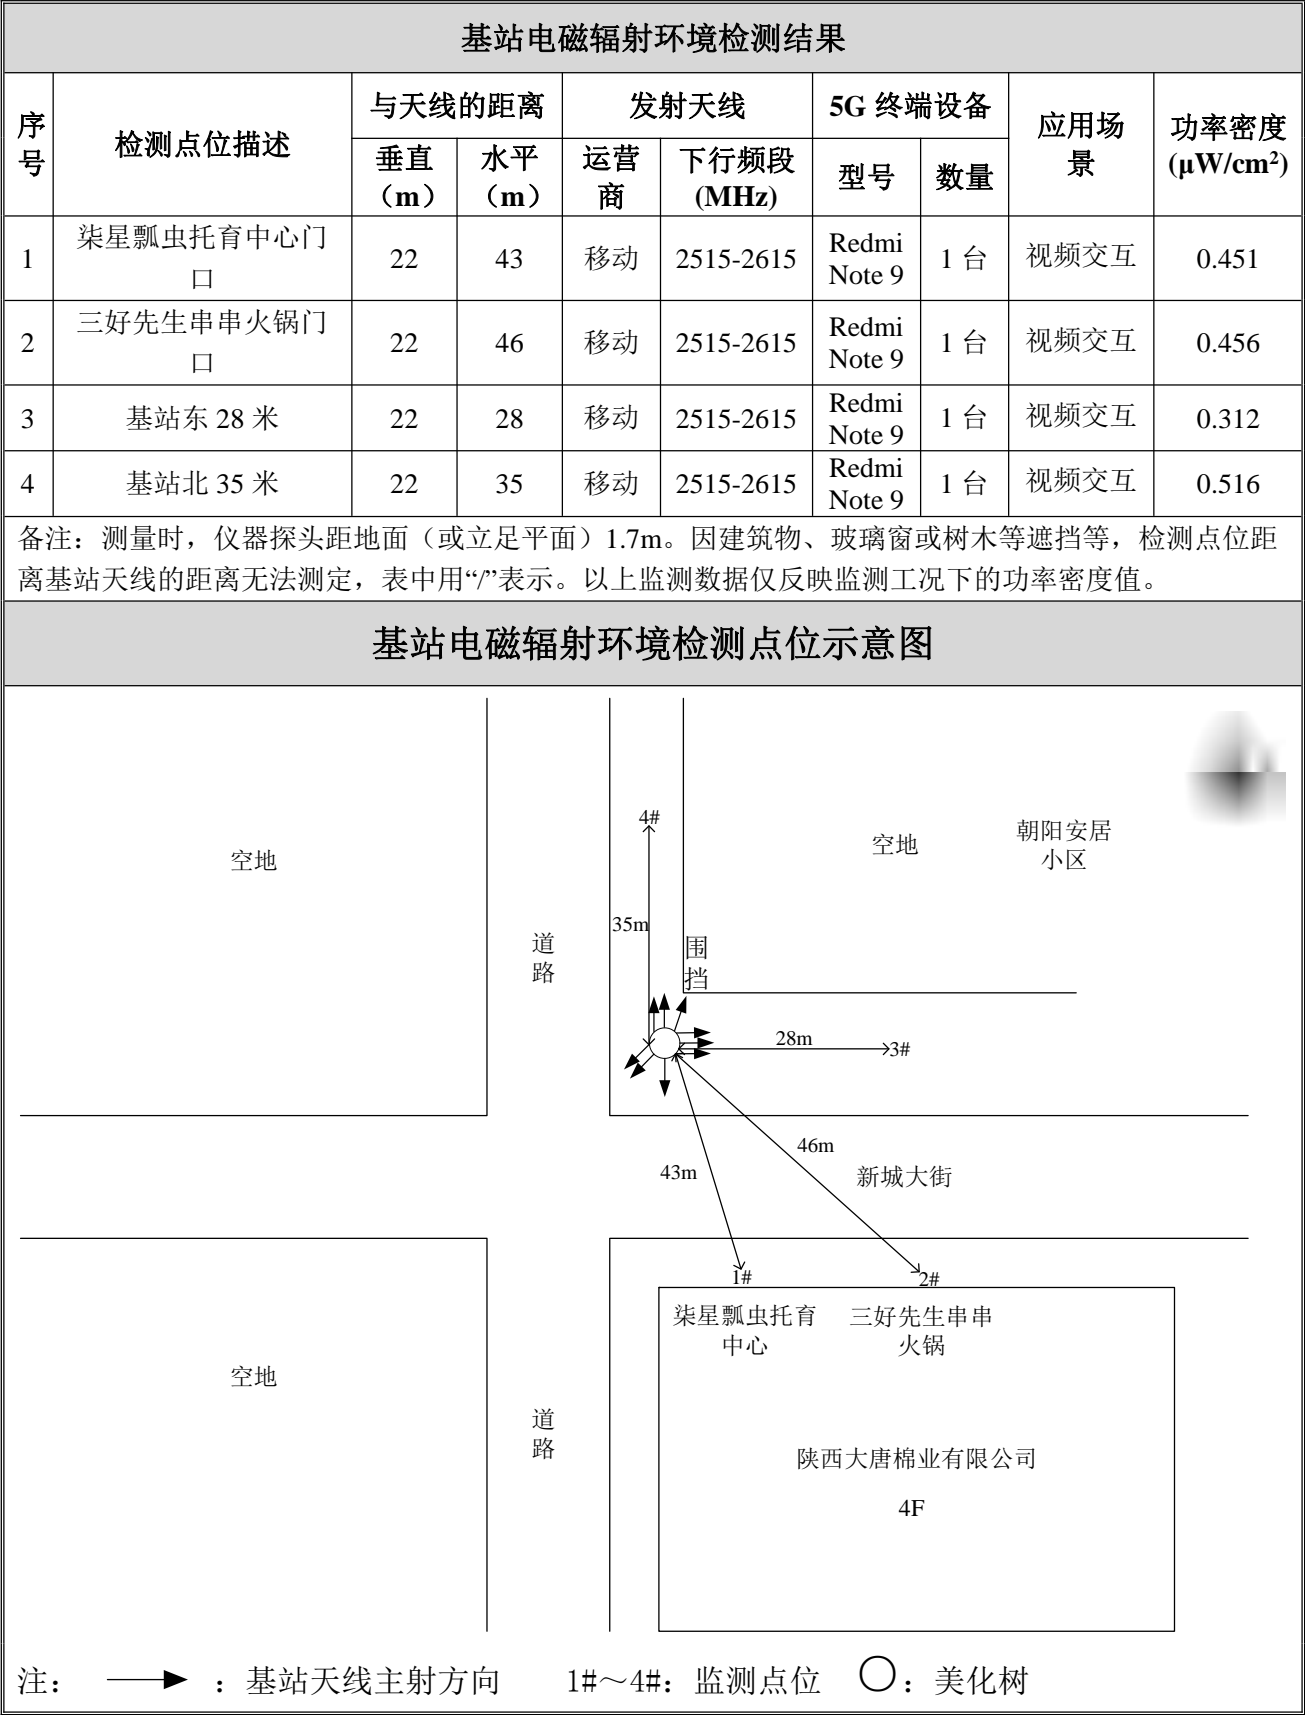 基站电磁辐射环境检测结果
序号 检测点位描述 与天线的距离 发射天线 5G 终端设备 应用场景 功率密度(μW/cm²)
垂直（m） 水平（m） 运营商 下行频段(MHz) 型号 数量
1 柒星瓢虫托育中心门口 22 43 移动 2515-2615 Redmi Note 9 1 台 视频交互 0.451
2 三好先生串串火锅门口 22 46 移动 2515-2615 Redmi Note 9 1 台 视频交互 0.456
3 基站东 28 米 22 28 移动 2515-2615 Redmi Note 9 1 台 视频交互 0.312
4 基站北 35 米 22 35 移动 2515-2615 Redmi Note 9 1 台 视频交互 0.516
备注：测量时，仪器探头距地面（或立足平面）1.7m。因建筑物、玻璃窗或树木等遮挡等，检测点位距
离基站天线的距离无法测定，表中用“/”表示。以上监测数据仅反映监测工况下的功率密度值。
基站电磁辐射环境检测点位示意图
4#
朝阳安居
小区
空地
空地
35m
道路
围挡
28m
3#
46m
43m
新城大街
1#
2#
柒星瓢虫托育
中心
三好先生串串
火锅
空地
道路
陕西大唐棉业有限公司
4F
注： ：基站天线主射方向 1#～4#：监测点位 ：美化树